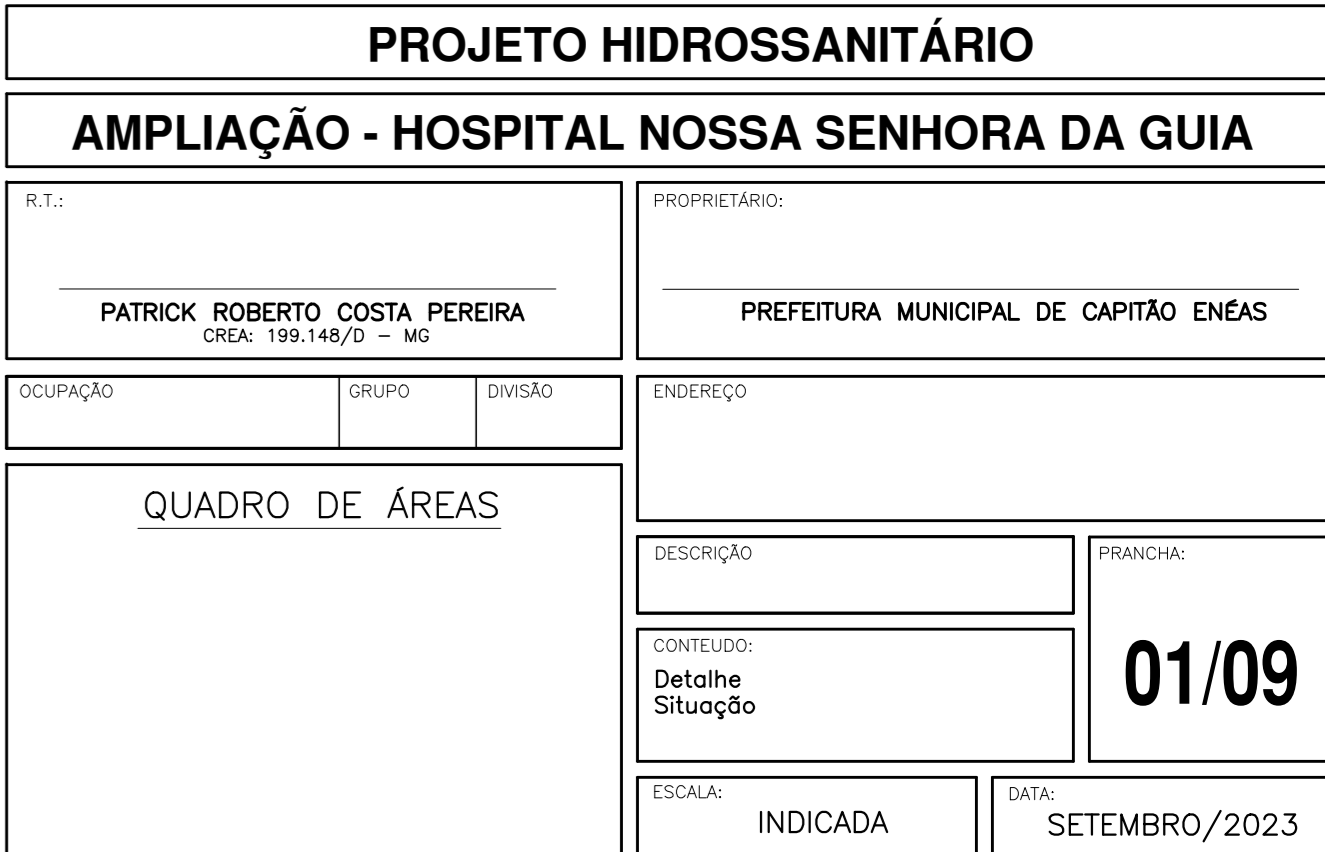 PROJETO HIDROSSANITÁRIO
AMPLIAÇÃO - HOSPITAL NOSSA SENHORA DA GUIA
R.T.:
PATRICK ROBERTO COSTA PEREIRA
CREA: 199.148/D – MG
PROPRIETÁRIO:
PREFEITURA MUNICIPAL DE CAPITÃO ENÉAS
OCUPAÇÃO
GRUPO
DIVISÃO
ENDEREÇO
QUADRO DE ÁREAS
DESCRIÇÃO
PRANCHA:
01/09
CONTEUDO:
Detalhe
Situação
ESCALA:
INDICADA
DATA:
SETEMBRO/2023